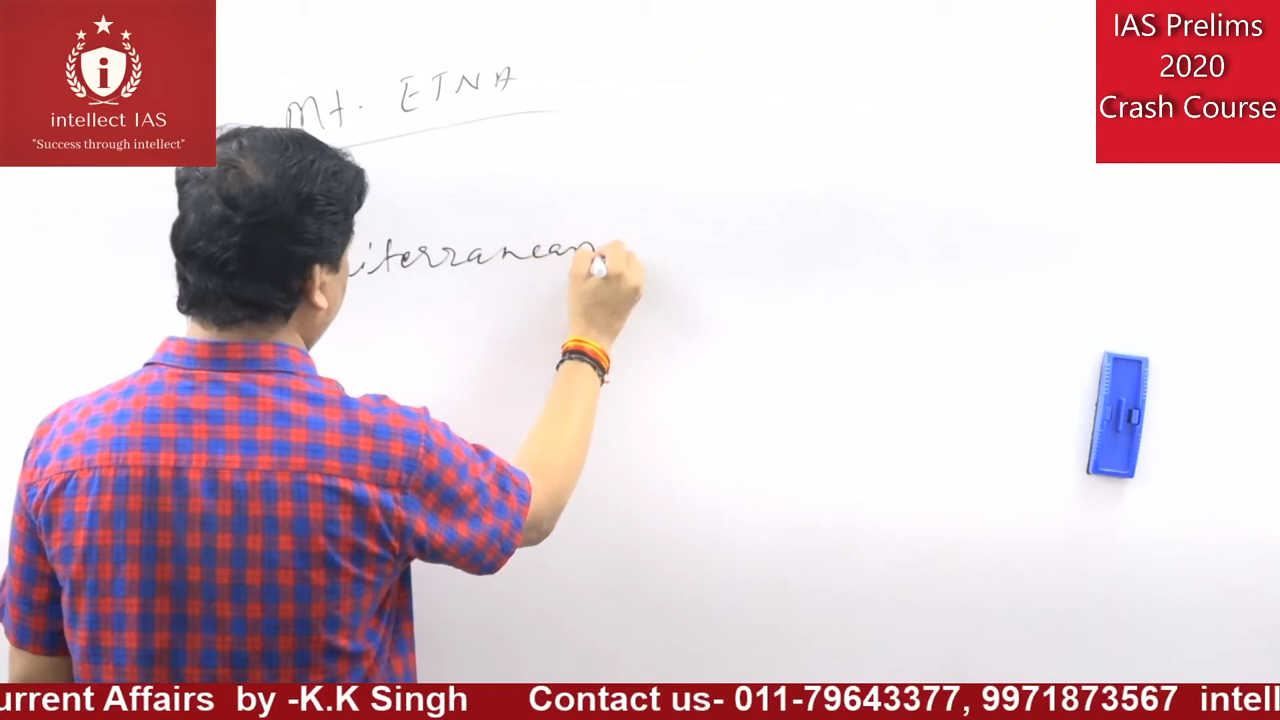 intellect IAS
"Success through intellect"
IAS Prelims
2020
Crash Course
Mt. ETNA
iterranean
urrent Affairs by -K.K Singh Contact us- 011-79643377, 9971873567 intell